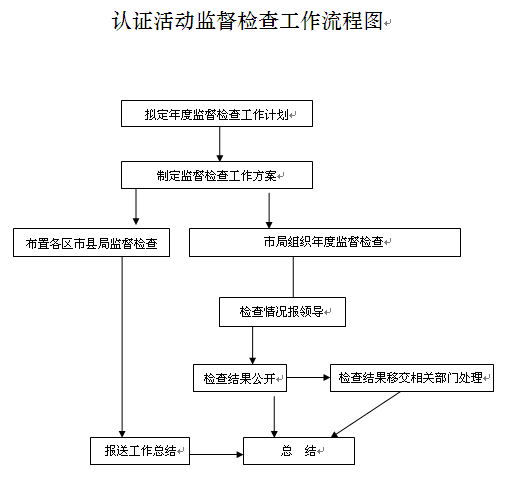 认证活动监督检查工作流程图
拟定年度监督检查工作计划
制定监督检查工作方案
布置各区市县局监督检查
市局组织年度监督检查
检查情况报领导
检查结果公开
检查结果移交相关部门处理
报送工作总结
总　结